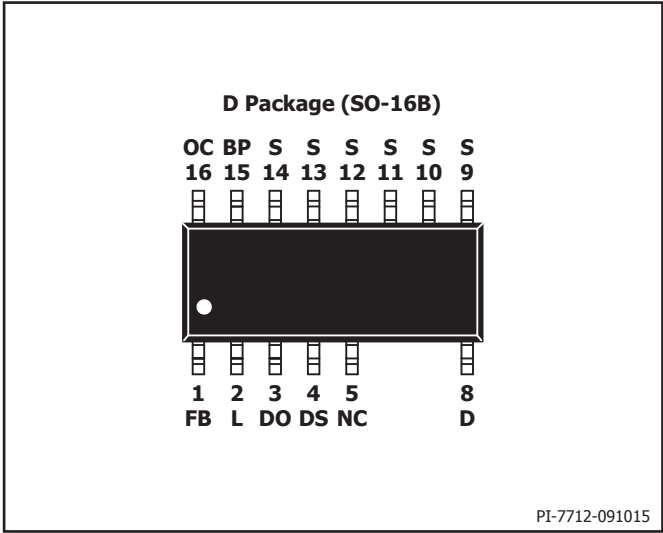 D Package (SO-16B)
OC BP S S S S S S
16 15 14 13 12 11 10 9
1 2 3 4 5 8
FB L DO DS NC D
PI-7712-091015